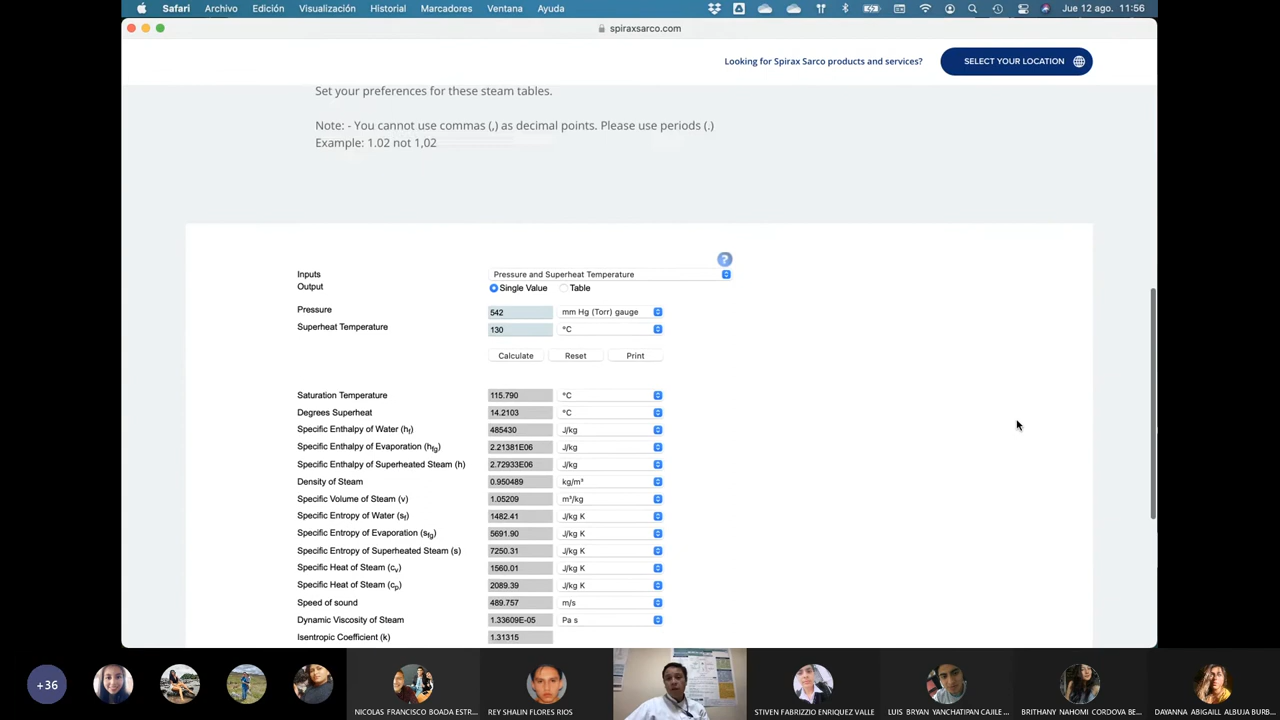 Safari Archivo Edición Visualización Historial Marcadores Ventana Ayuda Jue 12 ago. 11:56
spiraxsarco.com
Looking for Spirax Sarco products and services? SELECT YOUR LOCATION
Set your preferences for these steam tables.
Note: - You cannot use commas (,) as decimal points. Please use periods (.)
Example: 1.02 not 1,02
?
Inputs Pressure and Superheat Temperature
Output Single Value Table
Pressure 542 mm Hg (Torr) gauge
Superheat Temperature 130 °C
Calculate Reset Print
Saturation Temperature 115.790 °C
Degrees Superheat 14.2103 °C
Specific Enthalpy of Water (hf) 485430 J/kg
Specific Enthalpy of Evaporation (hfg) 2.21381E06 J/kg
Specific Enthalpy of Superheated Steam (h) 2.72933E06 J/kg
Density of Steam 0.950489 kg/m³
Specific Volume of Steam (v) 1.05209 m³/kg
Specific Entropy of Water (sf) 1482.41 J/kg K
Specific Entropy of Evaporation (sfg) 5691.90 J/kg K
Specific Entropy of Superheated Steam (s) 7250.31 J/kg K
Specific Heat of Steam (cv) 1560.01 J/kg K
Specific Heat of Steam (cp) 2089.39 J/kg K
Speed of sound 489.757 m/s
Dynamic Viscosity of Steam 1.33609E-05 Pa s
Isentropic Coefficient (k) 1.31315
+36
NICOLAS FRANCISCO BOADA ESTR... REY SHALIN FLORES RIOS STIVEN FABRIZZIO ENRIQUEZ VALLE LUIS BRYAN YANCHATIPAN CAJILE... BRITHANY NAHOMI CORDOVA BE... DAYANNA ABIGAILL ALBUJA BURB...